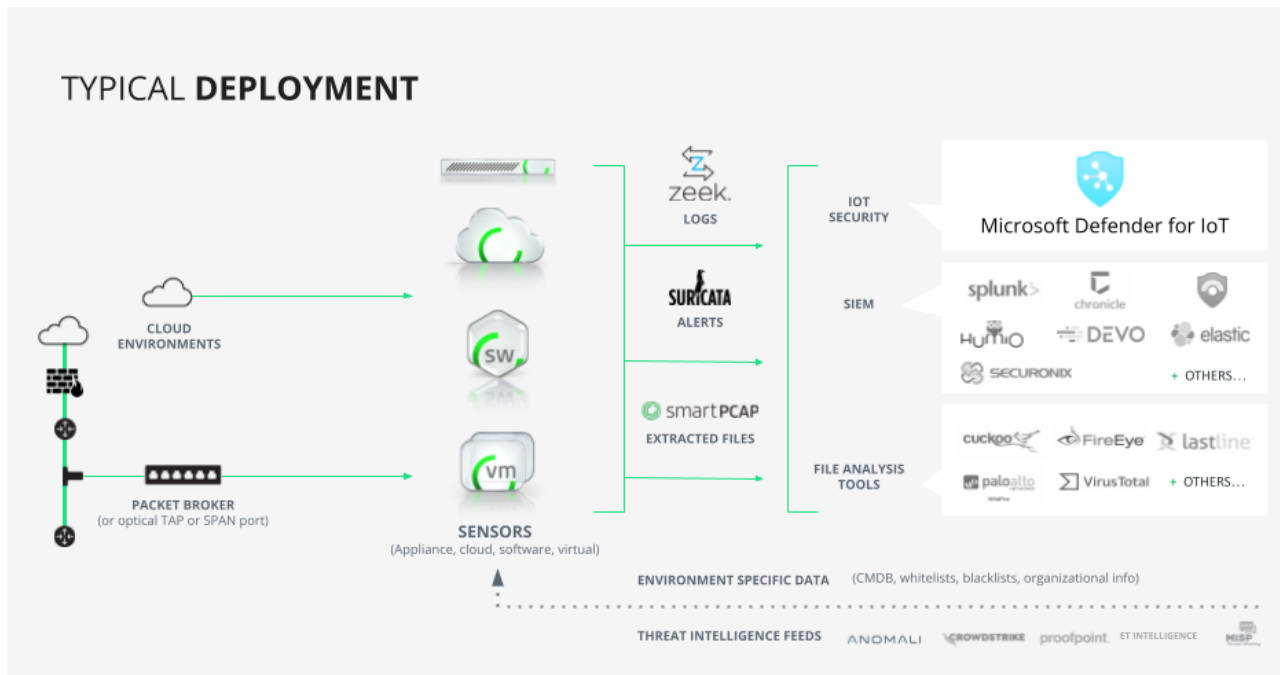 TYPICAL DEPLOYMENT
CLOUD
ENVIRONMENTS
PACKET BROKER
(or optical TAP or SPAN port)
sw
vm
SENSORS
(Appliance, cloud, software, virtual)
z
zeek.
LOGS
SURICATA
ALERTS
smartPCAP
EXTRACTED FILES
IOT
SECURITY
SIEM
FILE ANALYSIS
TOOLS
Microsoft Defender for IoT
splunk>
chronicle
HUMIO
DEVO
elastic
SECURONIX
+ OTHERS...
cuckoo
FireEye
lastline
paloalto
VirusTotal
+ OTHERS...
ENVIRONMENT SPECIFIC DATA (CMDB, whitelists, blacklists, organizational info)
THREAT INTELLIGENCE FEEDS ANOMALI CROWDSTRIKE proofpoint. ET INTELLIGENCE MISP